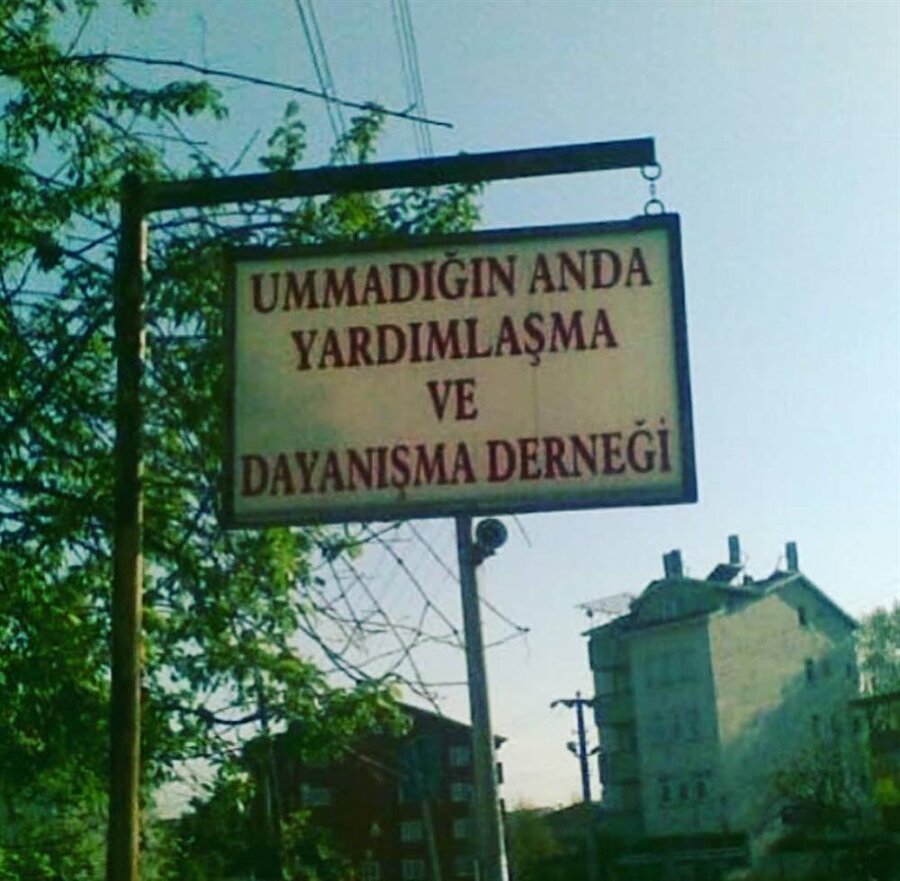 UMMADIĞIN ANDA
YARDIMLAŞMA
VE
DAYANIŞMA DERNEĞİ